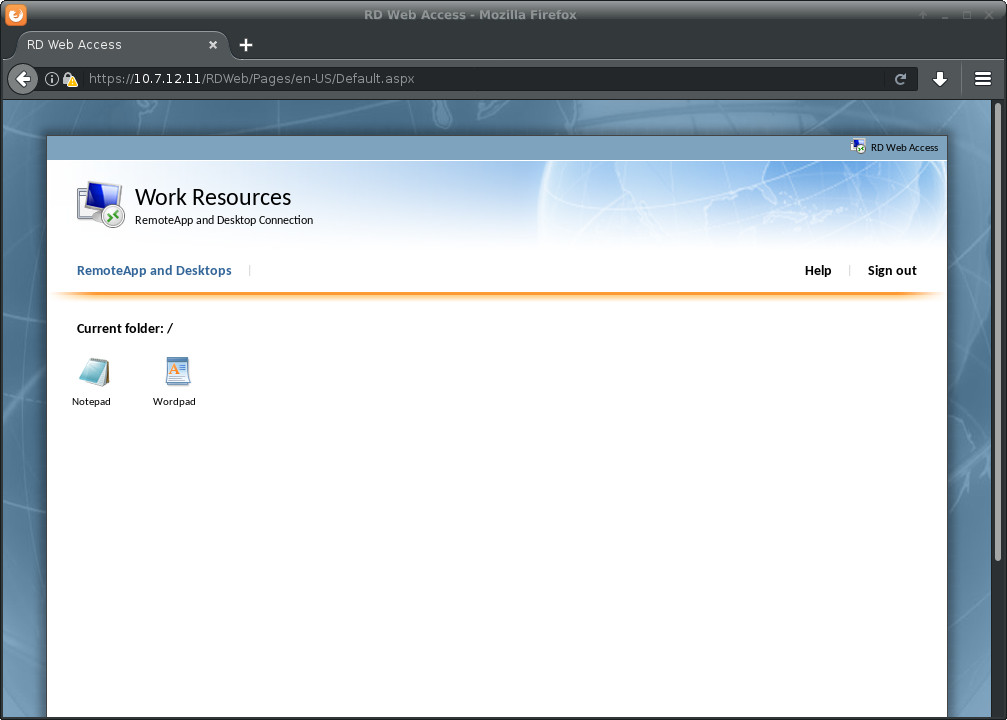 RD Web Access - Mozilla Firefox
RD Web Access
https://10.7.12.11/RDWeb/Pages/en-US/Default.aspx
RD Web Access
Work Resources
RemoteApp and Desktop Connection
RemoteApp and Desktops
Help
Sign out
Current folder: /
Notepad
Wordpad